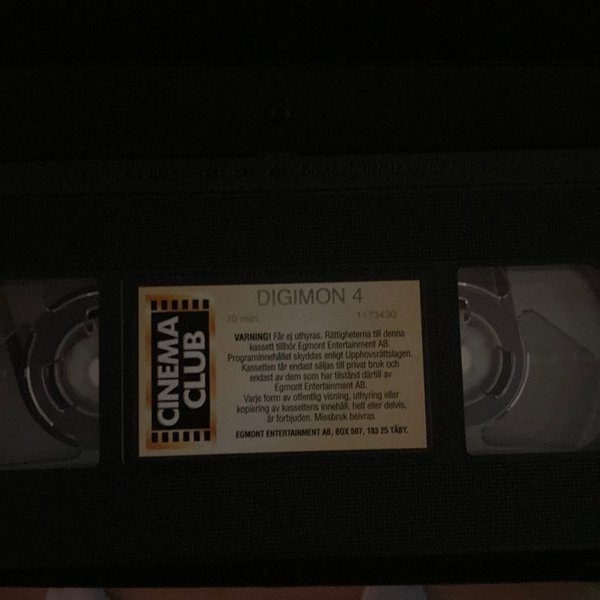 DIGIMON 4
70 min. 1173430
CINEMA
CLUB
VARNING! Får ej uthyras. Rättigheterna till denna
kassett tillhör Egmont Entertainment AB.
Programinnehållet skyddas enligt Upphovsrättslagen.
Kassetten får endast säljas till privat bruk och
endast av dem som har tilstånd därtill av
Egmont Entertainment AB.
Varje form av offentlig visning, uthyring eller
kopiering av kassettens innehåll, helt eller delvis,
är förbjuden. Missbruk beivras.
EGMONT ENTERTAINMENT AB, BOX 507, 183 25 TÄBY.